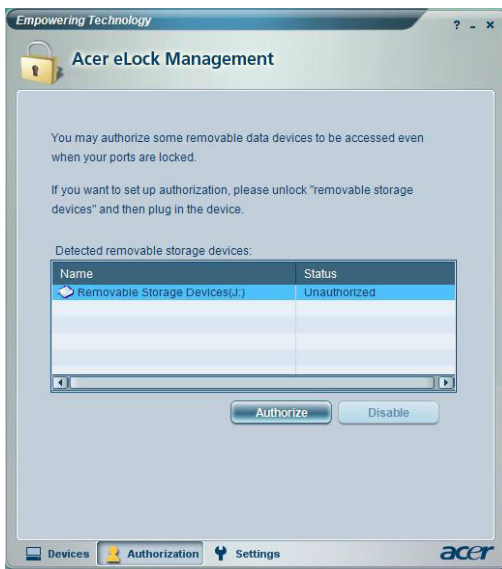 Empowering Technology
? - ×
Acer eLock Management
You may authorize some removable data devices to be accessed even
when your ports are locked.
If you want to set up authorization, please unlock "removable storage
devices" and then plug in the device.
Detected removable storage devices:
Name Status
Removable Storage Devices(J:) Unauthorized
Authorize Disable
Devices Authorization Settings acer